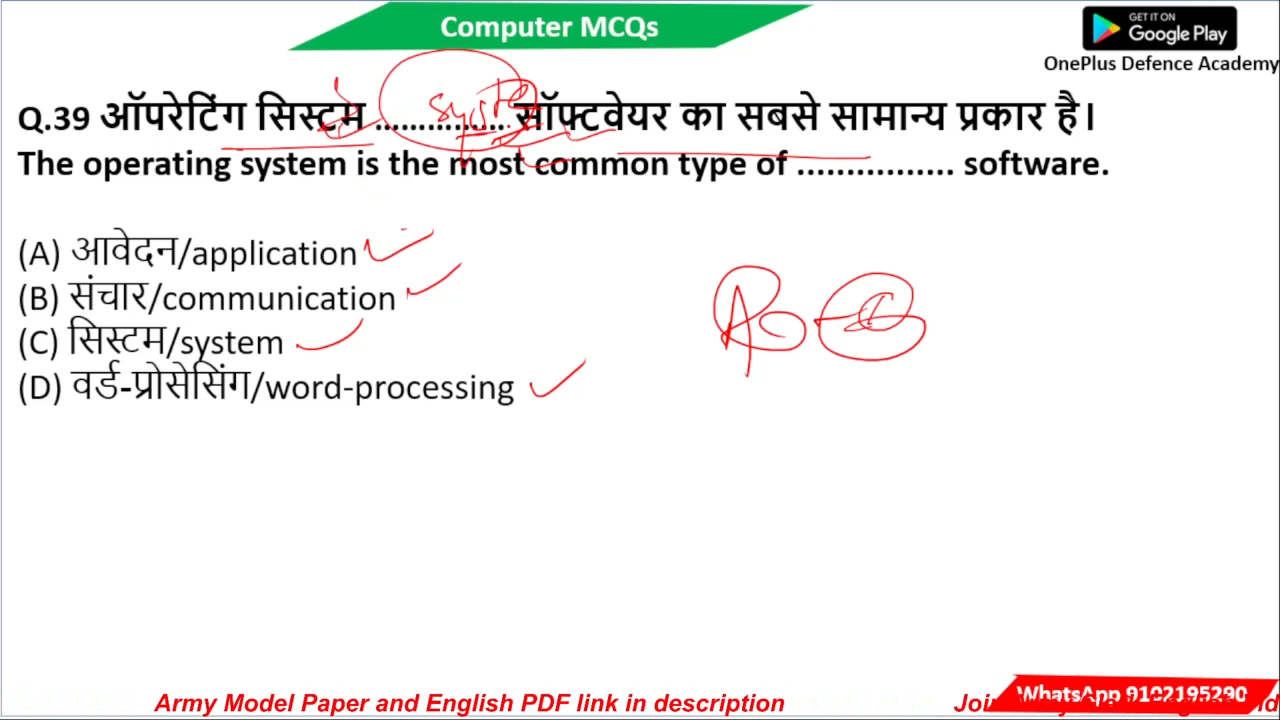 Computer MCQs
GET IT ON
Google Play
OnePlus Defence Academy
Q.39 ऑपरेटिंग सिस्टम ................ सॉफ्टवेयर का सबसे सामान्य प्रकार है।
syste
The operating system is the most common type of ................ software.
(A) आवेदन/application
(B) संचार/communication
(C) सिस्टम/system
(D) वर्ड-प्रोसेसिंग/word-processing
WhatsApp 9102195290
Army Model Paper and English PDF link in description